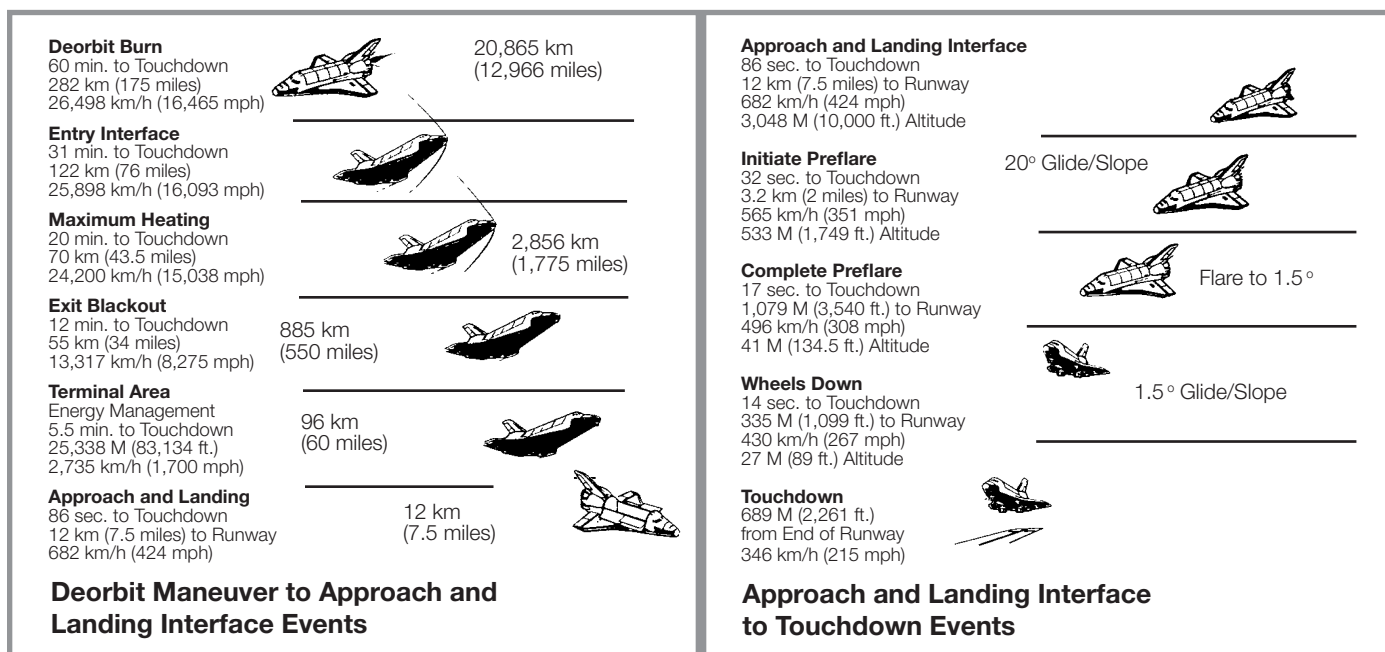 Deorbit Burn
60 min. to Touchdown
282 km (175 miles)
26,498 km/h (16,465 mph)
20,865 km
(12,966 miles)
Entry Interface
31 min. to Touchdown
122 km (76 miles)
25,898 km/h (16,093 mph)
Maximum Heating
20 min. to Touchdown
70 km (43.5 miles)
24,200 km/h (15,038 mph)
2,856 km
(1,775 miles)
Exit Blackout
12 min. to Touchdown
55 km (34 miles)
13,317 km/h (8,275 mph)
885 km
(550 miles)
Terminal Area
Energy Management
5.5 min. to Touchdown
25,338 M (83,134 ft.)
2,735 km/h (1,700 mph)
96 km
(60 miles)
Approach and Landing
86 sec. to Touchdown
12 km (7.5 miles) to Runway
682 km/h (424 mph)
12 km
(7.5 miles)
Deorbit Maneuver to Approach and
Landing Interface Events
Approach and Landing Interface
86 sec. to Touchdown
12 km (7.5 miles) to Runway
682 km/h (424 mph)
3,048 M (10,000 ft.) Altitude
Initiate Preflare
32 sec. to Touchdown
3.2 km (2 miles) to Runway
565 km/h (351 mph)
533 M (1,749 ft.) Altitude
20º Glide/Slope
Complete Preflare
17 sec. to Touchdown
1,079 M (3,540 ft.) to Runway
496 km/h (308 mph)
41 M (134.5 ft.) Altitude
Flare to 1.5º
Wheels Down
14 sec. to Touchdown
335 M (1,099 ft.) to Runway
430 km/h (267 mph)
27 M (89 ft.) Altitude
1.5º Glide/Slope
Touchdown
689 M (2,261 ft.)
from End of Runway
346 km/h (215 mph)
Approach and Landing Interface
to Touchdown Events